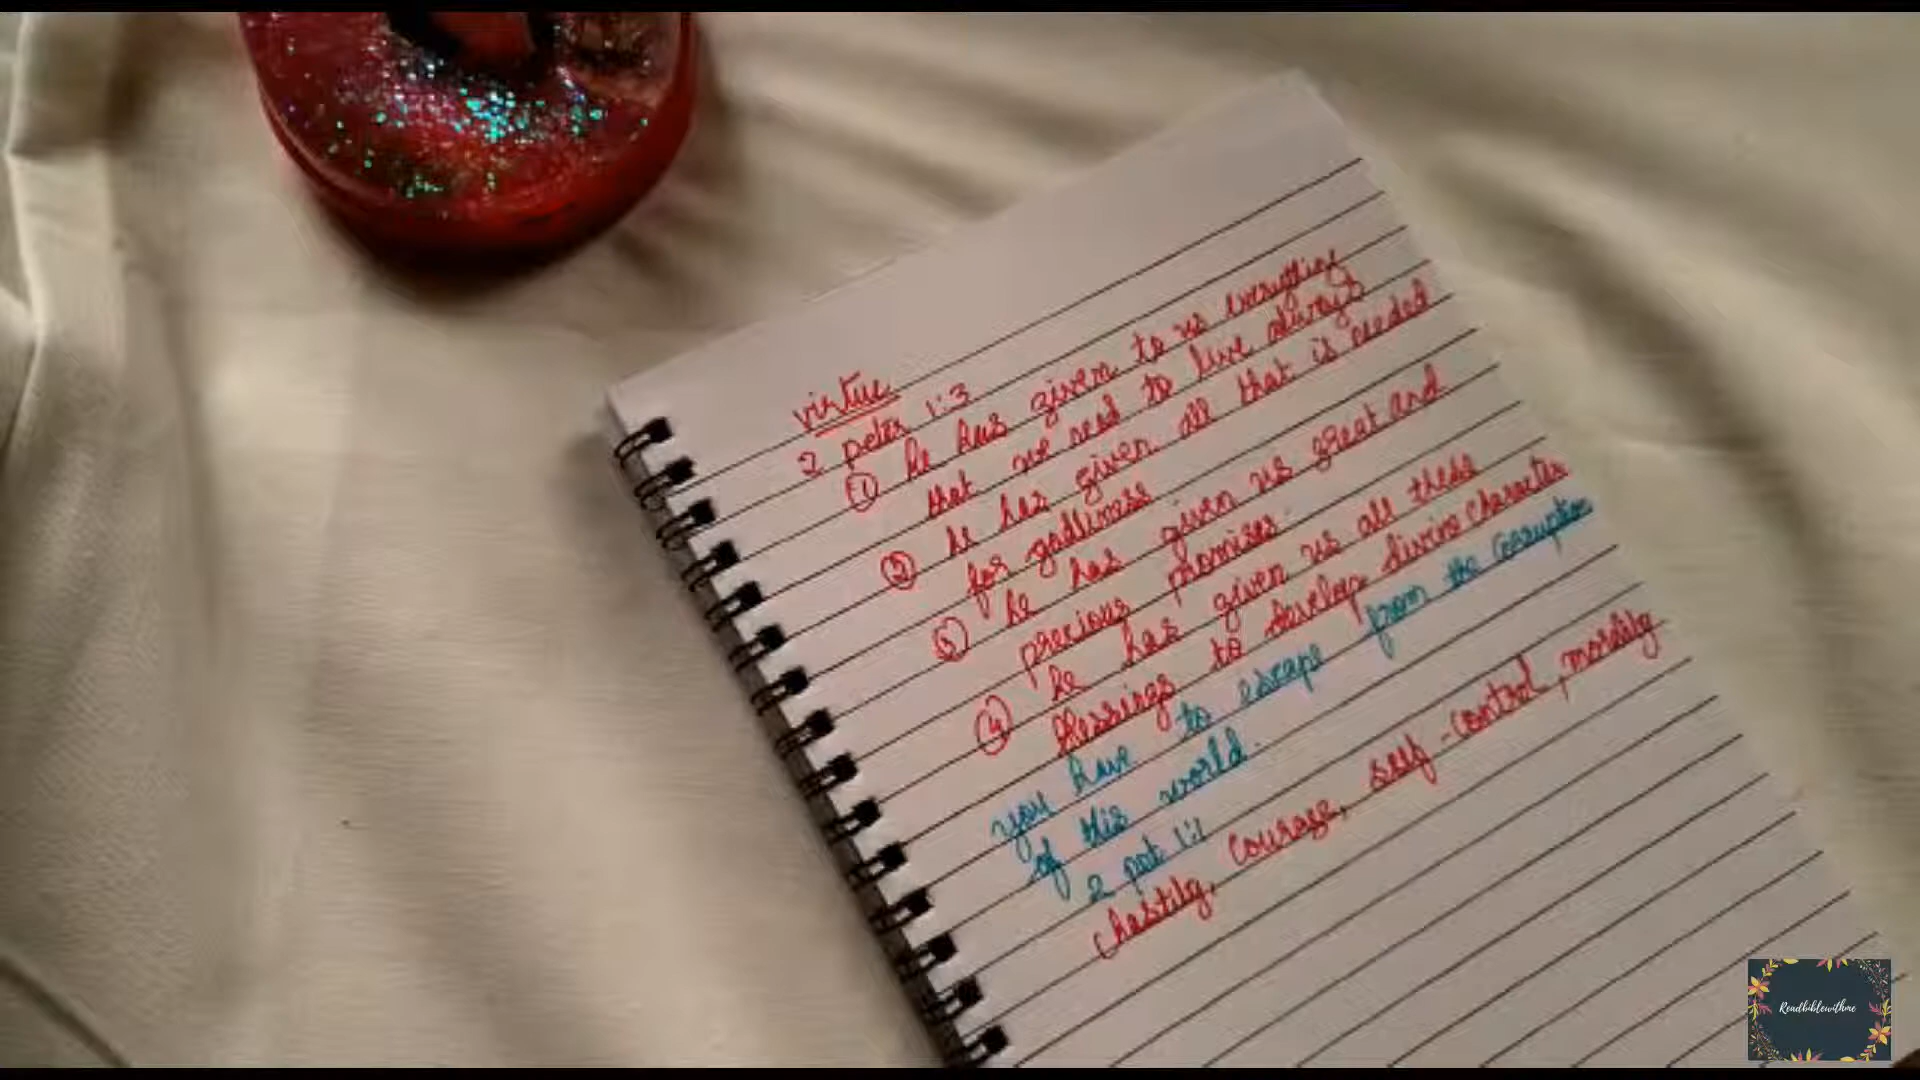 virtue
2 peter 1:3
① he has given to us everything
that we need to live always
② he has given all that is needed
for godliness
③ he has given us great and
precious promises.
④ he has given us all these
blessings to develop divine character
you have to escape from the corruption
of this world.
2 pet 1:1
chastity, courage, self-control, morality
Readbiblewithme